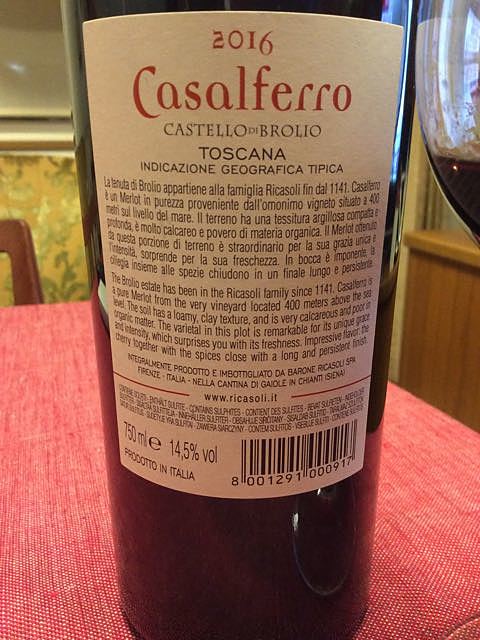 2016
Casalferro
CASTELLO DI BROLIO
TOSCANA
INDICAZIONE GEOGRAFICA TIPICA
La tenuta di Brolio appartiene alla famiglia Ricasoli fin dal 1141. Casalferro
è un Merlot in purezza proveniente dall'omonimo vigneto situato a 400
metri sul livello del mare. Il terreno ha una tessitura argillosa compatta e
profonda, è molto calcareo e povero di materia organica. Il Merlot ottenuto
da questa porzione di terreno è straordinario per la sua grazia unica e
l'intensità, sorprende per la sua freschezza. In bocca è imponente, la
ciliegia insieme alle spezie chiudono in un finale lungo e persistente.
The Brolio estate has been in the Ricasoli family since 1141. Casalferro is
a pure Merlot from the very vineyard located 400 meters above the sea
level. The soil has a loamy, clay texture, and is very calcareous and poor in
organic matter. The varietal in this plot is remarkable for its unique grace
and intensity, which surprises you with its freshness. Impressive flavor: the
cherry together with the spices close with a long and persistent finish.
INTEGRALMENTE PRODOTTO E IMBOTTIGLIATO DA BARONE RICASOLI SPA
FIRENZE - ITALIA - NELLA CANTINA DI GAIOLE IN CHIANTI (SIENA)
www.ricasoli.it
CONTIENE SOLFITI - ENTHÄLT SULFITE - CONTAINS SULPHITES - CONTIENT DES SULFITES - BEVAT SULFIETEN
750 ml e 14,5% vol
PRODOTTO IN ITALIA
8 001291 000917